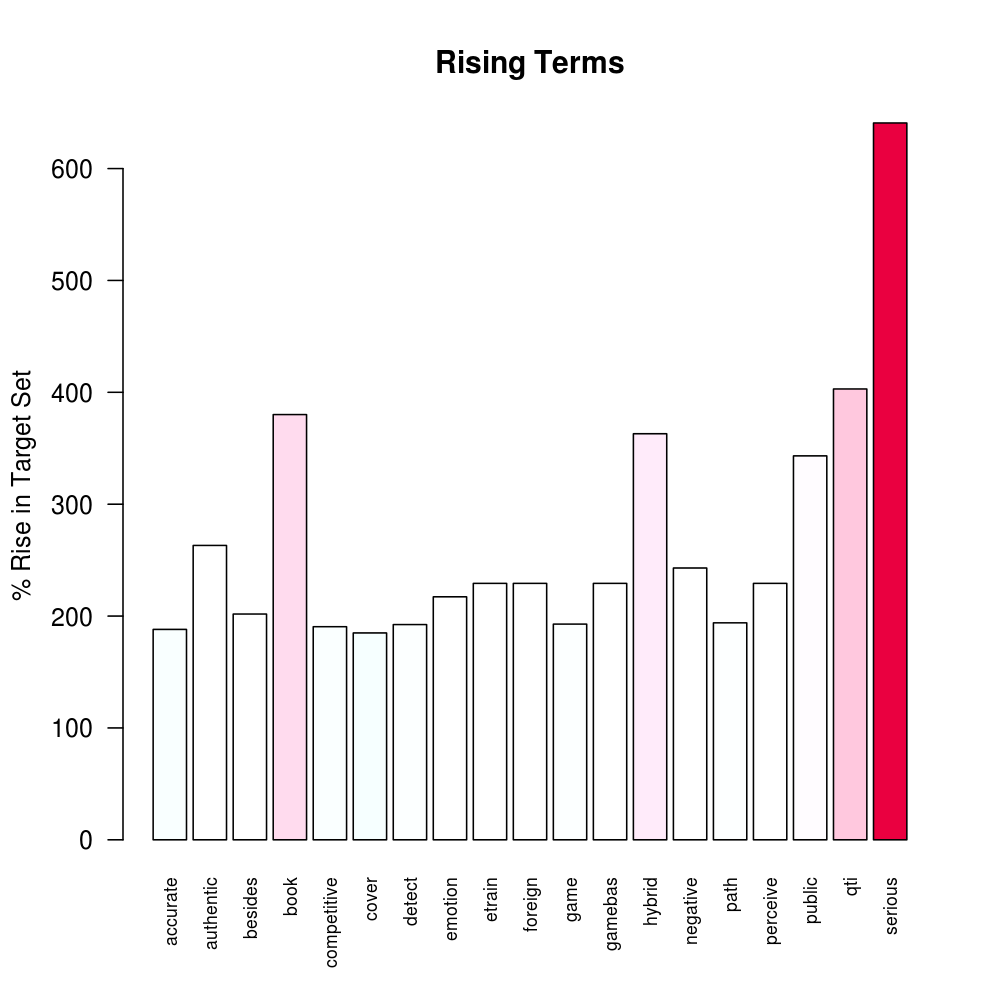 Rising Terms
% Rise in Target Set
600
500
400
300
200
100
0
accurate
authentic
besides
book
competitive
cover
detect
emotion
etrain
foreign
game
gamebas
hybrid
negative
path
perceive
public
qti
serious